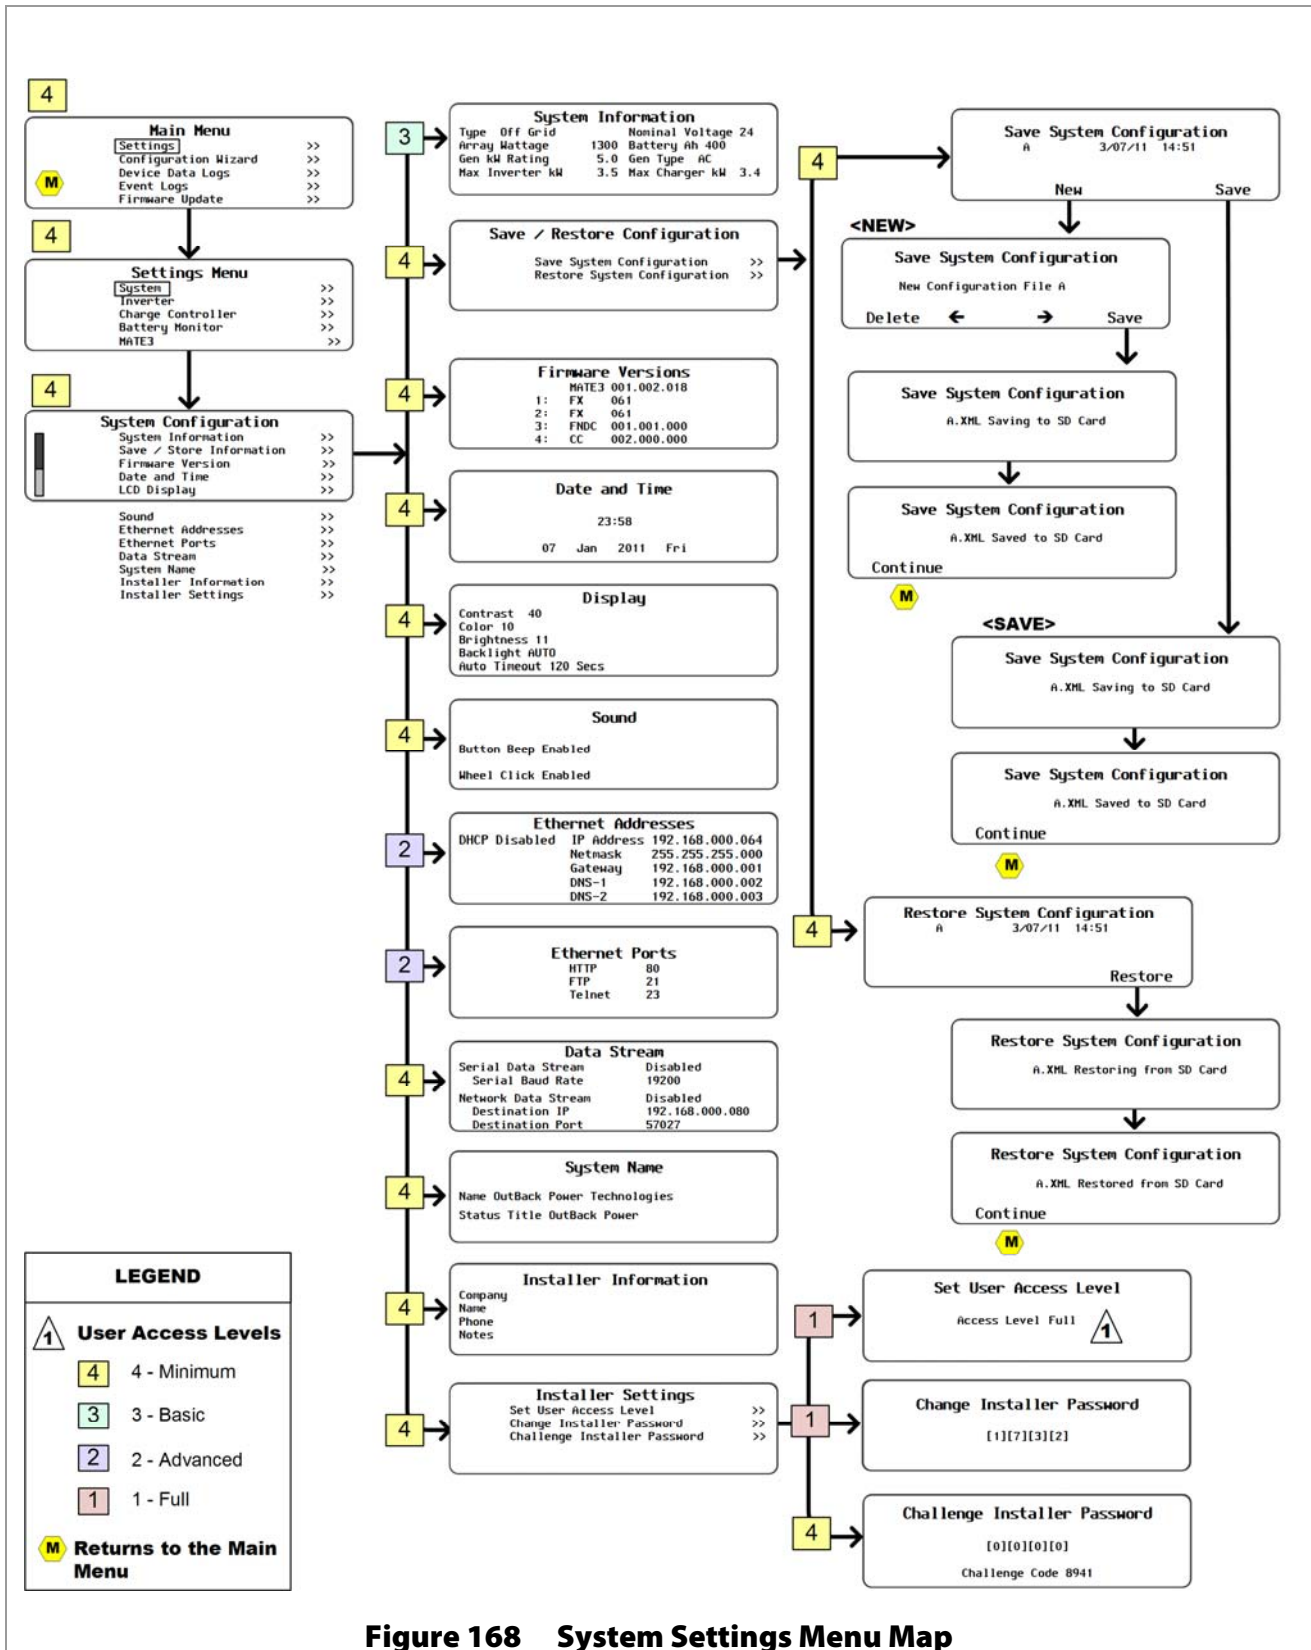 4
Main Menu
Settings >>
Configuration Wizard >>
Device Data Logs >>
Event Logs >>
Firmware Update >>
M
4
Settings Menu
System >>
Inverter >>
Charge Controller >>
Battery Monitor >>
MATE3 >>
4
System Configuration
System Information >>
Save / Store Information >>
Firmware Version >>
Date and Time >>
LCD Display >>
Sound >>
Ethernet Addresses >>
Ethernet Ports >>
Data Stream >>
System Name >>
Installer Information >>
Installer Settings >>
3
System Information
Type Off Grid Nominal Voltage 24
Array Wattage 1300 Battery Ah 400
Gen kW Rating 5.0 Gen Type AC
Max Inverter kW 3.5 Max Charger kW 3.4
4
Save / Restore Configuration
Save System Configuration >>
Restore System Configuration >>
4
Firmware Versions
MATE3 001.002.018
1: FX 061
2: FX 061
3: FNDC 001.001.000
4: CC 002.000.000
4
Date and Time
23:58
07 Jan 2011 Fri
4
Display
Contrast 40
Color 10
Brightness 11
Backlight AUTO
Auto Timeout 120 Secs
4
Sound
Button Beep Enabled
Wheel Click Enabled
2
Ethernet Addresses
DHCP Disabled IP Address 192.168.000.064
Netmask 255.255.255.000
Gateway 192.168.000.001
DNS-1 192.168.000.002
DNS-2 192.168.000.003
2
Ethernet Ports
HTTP 80
FTP 21
Telnet 23
4
Data Stream
Serial Data Stream Disabled
Serial Baud Rate 19200
Network Data Stream Disabled
Destination IP 192.168.000.080
Destination Port 57027
4
System Name
Name OutBack Power Technologies
Status Title OutBack Power
4
Installer Information
Company
Name
Phone
Notes
4
Installer Settings
Set User Access Level >>
Change Installer Password >>
Challenge Installer Password >>
4
Save System Configuration
A 3/07/11 14:51
New Save
<NEW>
Save System Configuration
New Configuration File A
Delete ← → Save
Save System Configuration
A.XML Saving to SD Card
Save System Configuration
A.XML Saved to SD Card
Continue
M
<SAVE>
Save System Configuration
A.XML Saving to SD Card
Save System Configuration
A.XML Saved to SD Card
Continue
M
4
Restore System Configuration
A 3/07/11 14:51
Restore
Restore System Configuration
A.XML Restoring from SD Card
Restore System Configuration
A.XML Restored from SD Card
Continue
M
1
Set User Access Level
Access Level Full 1
1
Change Installer Password
[1][7][3][2]
4
Challenge Installer Password
[0][0][0][0]
Challenge Code 8941
LEGEND
1 User Access Levels
4 4 - Minimum
3 3 - Basic
2 2 - Advanced
1 1 - Full
M Returns to the Main
Menu
Figure 168 System Settings Menu Map